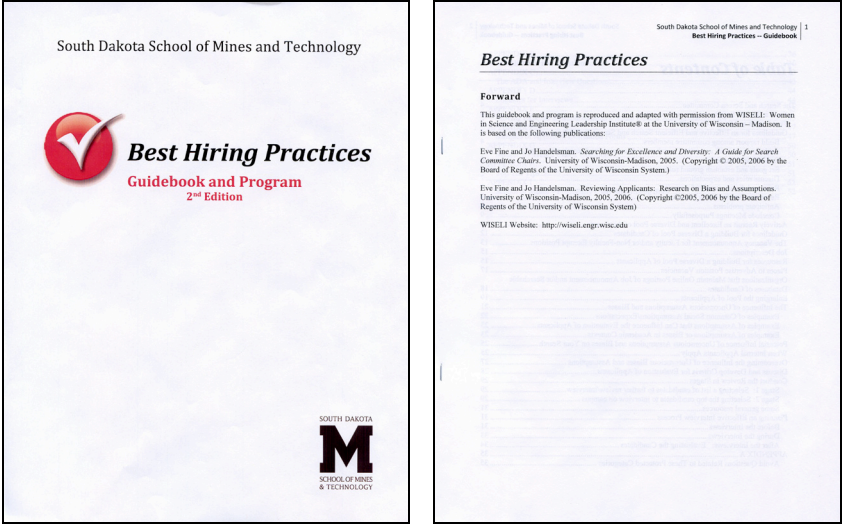 South Dakota School of Mines and Technology
Best Hiring Practices
Guidebook and Program
2nd Edition
SOUTH DAKOTA
M
SCHOOL OF MINES
& TECHNOLOGY
South Dakota School of Mines and Technology | 1
Best Hiring Practices -- Guidebook
Best Hiring Practices
Forward
This guidebook and program is reproduced and adapted with permission from WISELI: Women
in Science and Engineering Leadership Institute® at the University of Wisconsin – Madison. It
is based on the following publications:
Eve Fine and Jo Handelsman. Searching for Excellence and Diversity: A Guide for Search
Committee Chairs. University of Wisconsin-Madison, 2005. (Copyright © 2005, 2006 by the
Board of Regents of the University of Wisconsin System.)
Eve Fine and Jo Handelsman. Reviewing Applicants: Research on Bias and Assumptions.
University of Wisconsin-Madison, 2005, 2006. (Copyright ©2005, 2006 by the Board of
Regents of the University of Wisconsin System)
WISELI Website: http://wiseli.engr.wisc.edu